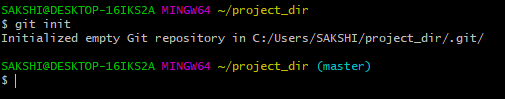 SAKSHI@DESKTOP-16IKS2A MINGW64 ~/project_dir
$ git init
Initialized empty Git repository in C:/Users/SAKSHI/project_dir/.git/
SAKSHI@DESKTOP-16IKS2A MINGW64 ~/project_dir (master)
$